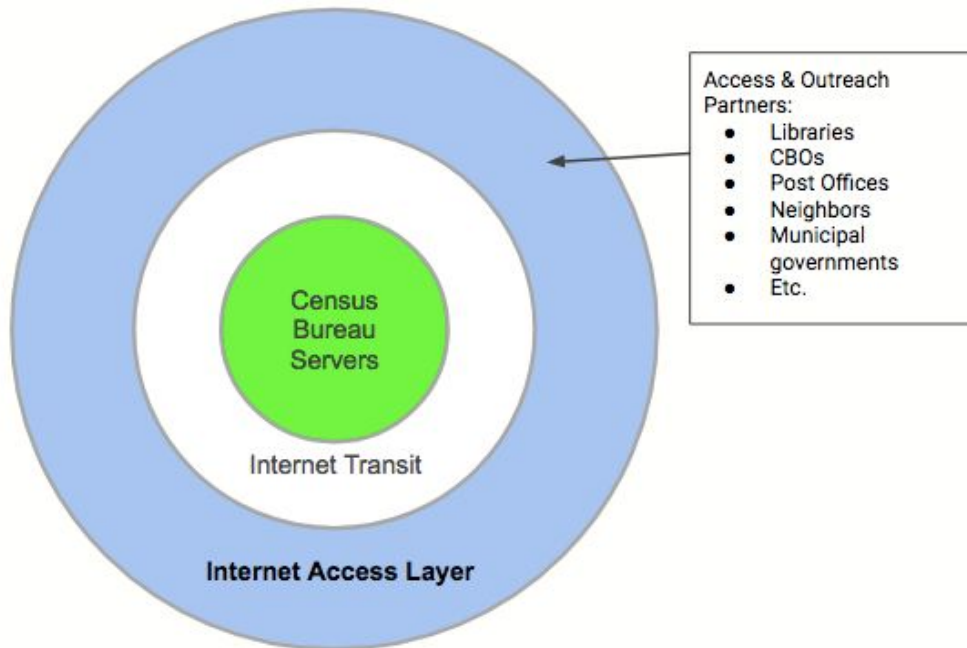 Access & Outreach
Partners:
● Libraries
● CBOs
● Post Offices
● Neighbors
● Municipal
governments
● Etc.
Census
Bureau
Servers
Internet Transit
Internet Access Layer